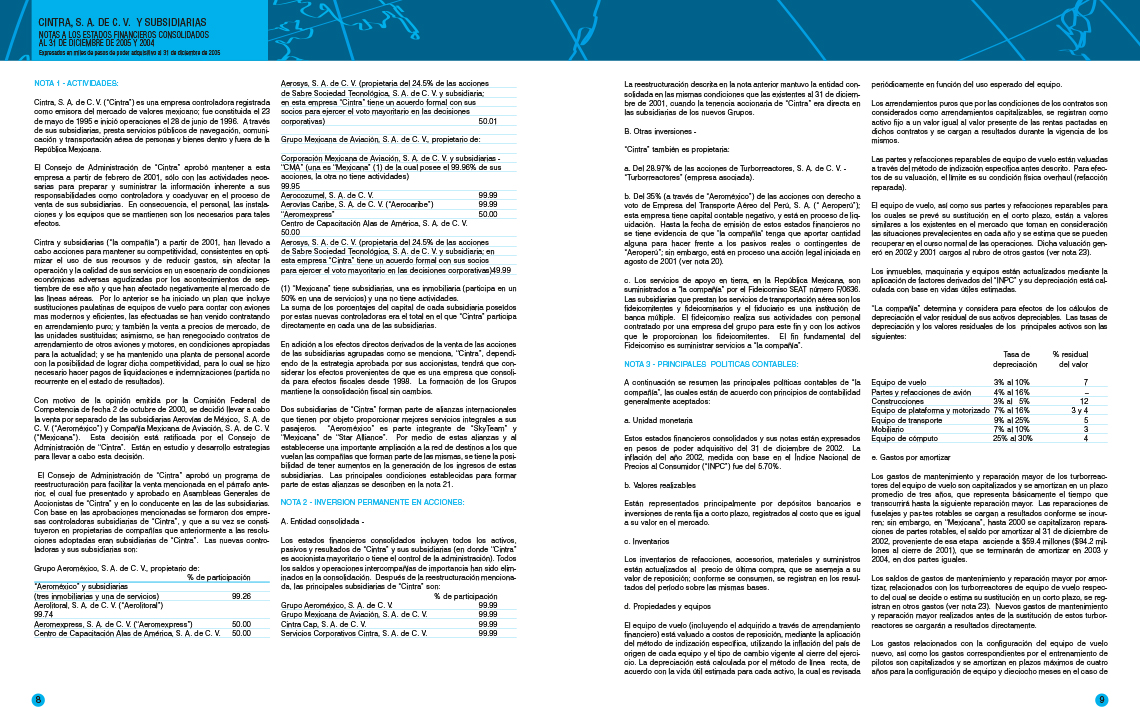 CINTRA, S. A. DE C. V. Y SUBSIDIARIAS
NOTAS A LOS ESTADOS FINANCIEROS CONSOLIDADOS
AL 31 DE DICIEMBRE DE 2005 Y 2004
Expresados en miles de pesos de poder adquisitivo al 31 de diciembre de 2005
NOTA 1 - ACTIVIDADES:
Cintra, S. A. de C. V. ("Cintra") es una empresa controladora registrada
como emisora del mercado de valores mexicano; fue constituida el 23
de mayo de 1995 e inició operaciones el 28 de junio de 1996. A través
de sus subsidiarias, presta servicios públicos de navegación, comuni-
cación y transportación aérea de personas y bienes dentro y fuera de la
República Mexicana.
El Consejo de Administración de "Cintra" aprobó mantener a esta
empresa a partir de febrero de 2001, sólo con las actividades nece-
sarias para preparar y suministrar la información inherente a sus
responsabilidades como controladora y coadyuvar en el proceso de
venta de sus subsidiarias. En consecuencia, el personal, las instala-
ciones y los equipos que se mantienen son los necesarios para tales
efectos.
Cintra y subsidiarias ("la compañía") a partir de 2001, han llevado a
cabo acciones para mantener su competitividad, consistentes en opti-
mizar el uso de sus recursos y de reducir gastos, sin afectar la
operación y la calidad de sus servicios en un escenario de condiciones
económicas adversas agudizadas por los acontecimientos de sep-
tiembre de ese año y que han afectado negativamente al mercado de
las líneas aéreas. Por lo anterior se ha iniciado un plan que incluye
sustituciones paulatinas de equipos de vuelo para contar con aviones
mas modernos y eficientes, las efectuadas se han venido contratando
en arrendamiento puro; y también la venta a precios de mercado, de
las unidades sustituidas; asimismo, se han renegociado contratos de
arrendamiento de otros aviones y motores, en condiciones apropiadas
para la actualidad; y se ha mantenido una planta de personal acorde
con la posibilidad de lograr dicha competitividad, para lo cual se hizo
necesario hacer pagos de liquidaciones e indemnizaciones (partida no
recurrente en el estado de resultados).
Con motivo de la opinión emitida por la Comisión Federal de
Competencia de fecha 2 de octubre de 2000, se decidió llevar a cabo
la venta por separado de las subsidiarias Aerovías de México, S. A. de
C. V. ("Aeroméxico") y Compañía Mexicana de Aviación, S. A. de C. V.
("Mexicana"). Esta decisión está ratificada por el Consejo de
Administración de "Cintra". Están en estudio y desarrollo estrategias
para llevar a cabo esta decisión.
El Consejo de Administración de "Cintra" aprobó un programa de
reestructuración para facilitar la venta mencionada en el párrafo ante-
rior, el cual fue presentado y aprobado en Asambleas Generales de
Accionistas de "Cintra" y en lo conducente en las de las subsidiarias.
Con base en las aprobaciones mencionadas se formaron dos empre-
sas controladoras subsidiarias de "Cintra", y que a su vez se consti-
tuyeron en propietarias de compañías que anteriormente a las resolu-
ciones adoptadas eran subsidiarias de "Cintra". Las nuevas contro-
ladoras y sus subsidiarias son:
Grupo Aeroméxico, S. A. de C. V., propietario de:
% de participación
"Aeroméxico" y subsidiarias
(tres inmobiliarias y una de servicios) 99.26
Aerolitoral, S. A. de C. V. ("Aerolitoral")
99.74
Aeromexpress, S. A. de C. V. ("Aeromexpress") 50.00
Centro de Capacitación Alas de América, S. A. de C. V. 50.00
Aerosys, S. A. de C. V. (propietaria del 24.5% de las acciones
de Sabre Sociedad Tecnológica, S. A. de C. V. y subsidiaria;
en esta empresa "Cintra" tiene un acuerdo formal con sus
socios para ejercer el voto mayoritario en las decisiones
corporativas) 50.01
Grupo Mexicana de Aviación, S. A. de C. V., propietario de:
Corporación Mexicana de Aviación, S. A. de C. V. y subsidiarias -
"CMA" (una es "Mexicana" (1) de la cual posee el 99.96% de sus
acciones, la otra no tiene actividades)
99.95
Aerocozumel, S. A. de C. V. 99.99
Aerovías Caribe, S. A. de C. V. ("Aerocaribe") 99.99
"Aeromexpress" 50.00
Centro de Capacitación Alas de América, S. A. de C. V.
50.00
Aerosys, S. A. de C. V. (propietaria del 24.5% de las acciones
de Sabre Sociedad Tecnológica, S. A. de C. V. y subsidiaria; en
esta empresa "Cintra" tiene un acuerdo formal con sus socios
para ejercer el voto mayoritario en las decisiones corporativas)49.99
(1) "Mexicana" tiene subsidiarias, una es inmobiliaria (participa en un
50% en una de servicios) y una no tiene actividades.
La suma de los porcentajes del capital de cada subsidiaria poseídos
por estas nuevas controladoras era el total en el que "Cintra" participa
directamente en cada una de las subsidiarias.
En adición a los efectos directos derivados de la venta de las acciones
de las subsidiarias agrupadas como se menciona, "Cintra", dependi-
endo de la estrategia aprobada por sus accionistas, tendrá que con-
siderar los efectos provenientes de que es una empresa que consoli-
da para efectos fiscales desde 1998. La formación de los Grupos
mantiene la consolidación fiscal sin cambios.
Dos subsidiarias de "Cintra" forman parte de alianzas internacionales
que tienen por objeto proporcionar mejores servicios integrales a sus
pasajeros. "Aeroméxico" es parte integrante de "SkyTeam" y
"Mexicana" de "Star Alliance". Por medio de estas alianzas y al
establecerse una importante ampliación a la red de destinos a los que
vuelan las compañías que forman parte de las mismas, se tiene la posi-
bilidad de tener aumentos en la generación de los ingresos de estas
subsidiarias. Las principales condiciones establecidas para formar
parte de estas alianzas se describen en la nota 21.
NOTA 2 - INVERSION PERMANENTE EN ACCIONES:
A. Entidad consolidada -
Los estados financieros consolidados incluyen todos los activos,
pasivos y resultados de "Cintra" y sus subsidiarias (en donde "Cintra"
es accionista mayoritario o tiene el control de la administración). Todos
los saldos y operaciones intercompañías de importancia han sido elim-
inados en la consolidación. Después de la reestructuración menciona-
da, las principales subsidiarias de "Cintra" son:
% de participación
Grupo Aeroméxico, S. A. de C. V. 99.99
Grupo Mexicana de Aviación, S. A. de C. V. 99.99
Cintra Cap, S. A. de C. V. 99.99
Servicios Corporativos Cintra, S. A. de C. V. 99.99
8
La reestructura descrita en la nota anterior mantuvo la entidad con-
solidada en las mismas condiciones que las existentes al 31 de diciem-
bre de 2001, cuando la tenencia accionaria de "Cintra" era directa en
las subsidiarias de los nuevos Grupos.
B. Otras inversiones -
"Cintra" también es propietaria:
a. Del 28.97% de las acciones de Turborreactores, S. A. de C. V. -
"Turborreactores" (empresa asociada).
b. Del 35% (a través de "Aeroméxico") de las acciones con derecho a
voto de Empresa del Transporte Aéreo del Perú, S. A. (" Aeroperú");
esta empresa tiene capital contable negativo, y está en proceso de liq-
uidación. Hasta la fecha de emisión de estos estados financieros no
se tiene evidencia de que "la compañía" tenga que aportar cantidad
alguna para hacer frente a los pasivos reales o contingentes de
"Aeroperú"; sin embargo, está en proceso una acción legal iniciada en
agosto de 2001 (ver nota 20).
c. Los servicios de apoyo en tierra, en la República Mexicana, son
suministrados a "la compañía" por el Fideicomiso SEAT número F/0636.
Las subsidiarias que prestan los servicios de transportación aérea son los
fideicomitentes y fideicomisarios y el fiduciario es una institución de
banca múltiple. El fideicomiso realiza sus actividades con personal
contratado por una empresa del grupo para este fin y con los activos
que le proporcionan los fideicomitentes. El fin fundamental del
Fideicomiso es suministrar servicios a "la compañía".
NOTA 3 - PRINCIPALES POLITICAS CONTABLES:
A continuación se resumen las principales políticas contables de "la
compañía", las cuales están de acuerdo con principios de contabilidad
generalmente aceptados:
a. Unidad monetaria
Estos estados financieros consolidados y sus notas están expresados
en pesos de poder adquisitivo del 31 de diciembre de 2002. La
inflación del año 2002, medida con base en el Índice Nacional de
Precios al Consumidor ("INPC") fue del 5.70%.
b. Valores realizables
Están representados principalmente por depósitos bancarios e
inversiones de renta fija a corto plazo, registrados al costo que es igual
a su valor en el mercado.
c. Inventarios
Los inventarios de refacciones, accesorios, materiales y suministros
están actualizados al precio de última compra, que se asemeja a su
valor de reposición; conforme se consumen, se registran en los resul-
tados del período sobre las mismas bases.
d. Propiedades y equipos
El equipo de vuelo (incluyendo el adquirido a través de arrendamiento
financiero) está valuado a costos de reposición, mediante la aplicación
del método de indización específica, utilizando la inflación del país de
origen de cada equipo y el tipo de cambio vigente al cierre del ejerci-
cio. La depreciación está calculada por el método de línea recta, de
acuerdo con la vida útil estimada para cada activo, la cual es revisada
periódicamente en función del uso esperado del equipo.
Los arrendamientos puros que por las condiciones de los contratos son
considerados como arrendamientos capitalizables, se registran como
activo fijo a un valor igual al valor presente de las rentas pactadas en
dichos contratos y se cargan a resultados durante la vigencia de los
mismos.
Las partes y refacciones reparables de equipo de vuelo están valuadas
a través del método de indización específica antes descrito. Para efec-
tos de su valuación, el límite es su condición física overhaul (refacción
reparada).
El equipo de vuelo, así como sus partes y refacciones reparables para
los cuales se prevé su sustitución en el corto plazo, están a valores
similares a los existentes en el mercado que toman en consideración
las situaciones prevalecientes en cada año y se estima que se pueden
recuperar en el curso normal de las operaciones. Dicha valuación gen-
eró en 2002 y 2001 cargos al rubro de otros gastos (ver nota 23).
Los inmuebles, maquinaria y equipos están actualizados mediante la
aplicación de factores derivados del "INPC" y su depreciación está cal-
culada con base en vidas útiles estimadas.
"La compañía" determina y considera para efectos de los cálculos de
depreciación el valor residual de sus activos depreciables. Las tasas de
depreciación y los valores residuales de los principales activos son las
siguientes:
Tasa de % residual
depreciación del valor
Equipo de vuelo 3% al 10% 7
Partes y refacciones de avión 4% al 16% –
Construcciones 3% al 5% 12
Equipo de plataforma y motorizado 7% al 16% 3 y 4
Equipo de transporte 9% al 25% 5
Mobiliario 7% al 10% 3
Equipo de cómputo 25% al 30% 4
e. Gastos por amortizar
Los gastos de mantenimiento y reparación mayor de los turborreac-
tores del equipo de vuelo son capitalizados y se amortizan en un plazo
promedio de tres años, que representa básicamente el tiempo que
transcurrirá hasta la siguiente reparación mayor. Las reparaciones de
fuselajes y partes rotables se cargan a resultados conforme se incur-
ren; sin embargo, en "Mexicana", hasta 2000 se capitalizaron repara-
ciones de partes rotables, el saldo por amortizar al 31 de diciembre de
2002, proveniente de esa etapa asciende a $59.4 millones ($94.2 mil-
lones al cierre de 2001), que se terminarán de amortizar en 2003 y
2004, en dos partes iguales.
Los saldos de gastos de mantenimiento y reparación mayor por amor-
tizar, relacionados con los turborreactores de equipo de vuelo respec-
to del cual se decide o estima su sustitución en un corto plazo, se reg-
istran en otros gastos (ver nota 23). Nuevos gastos de mantenimiento
y reparación mayor realizados antes de la sustitución de estos turbor-
reactores se cargarán a resultados directamente.
Los gastos relacionados con la configuración del equipo de vuelo
nuevo, así como los gastos correspondientes por el entrenamiento de
pilotos son capitalizados y se amortizan en plazos máximos de cuatro
años para la configuración de equipo y dieciocho meses en el caso de
9